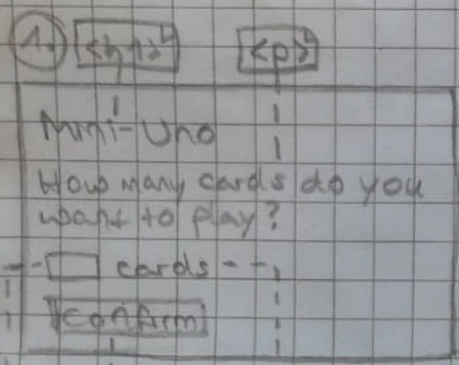 1. <h1> <p>
Mini-Uno
How many cards do you
want to play?
cards
confirm